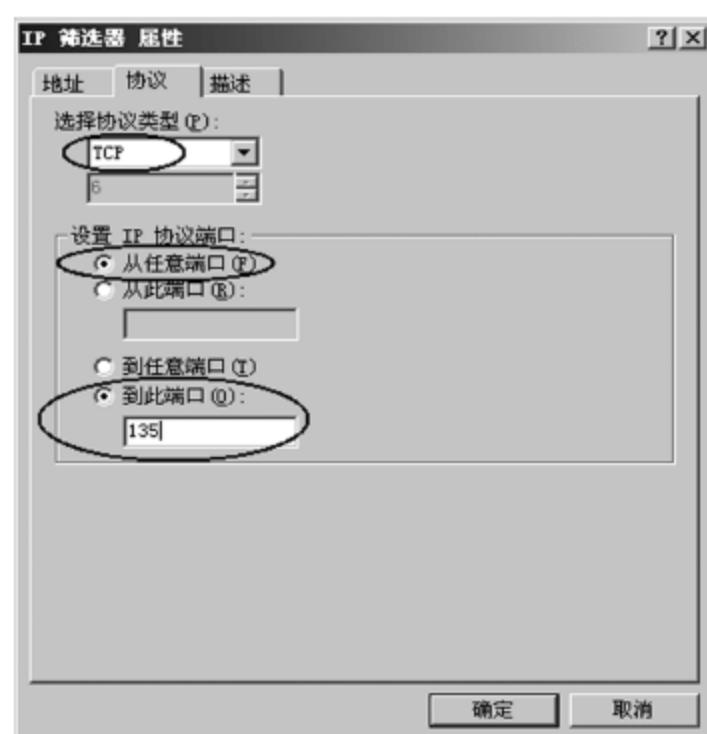 IP 筛选器 属性
地址 协议 描述
选择协议类型(P):
TCP
6
设置 IP 协议端口:
从任意端口(F)
从此端口(R):
到任意端口(T)
到此端口(O):
135
确定 取消